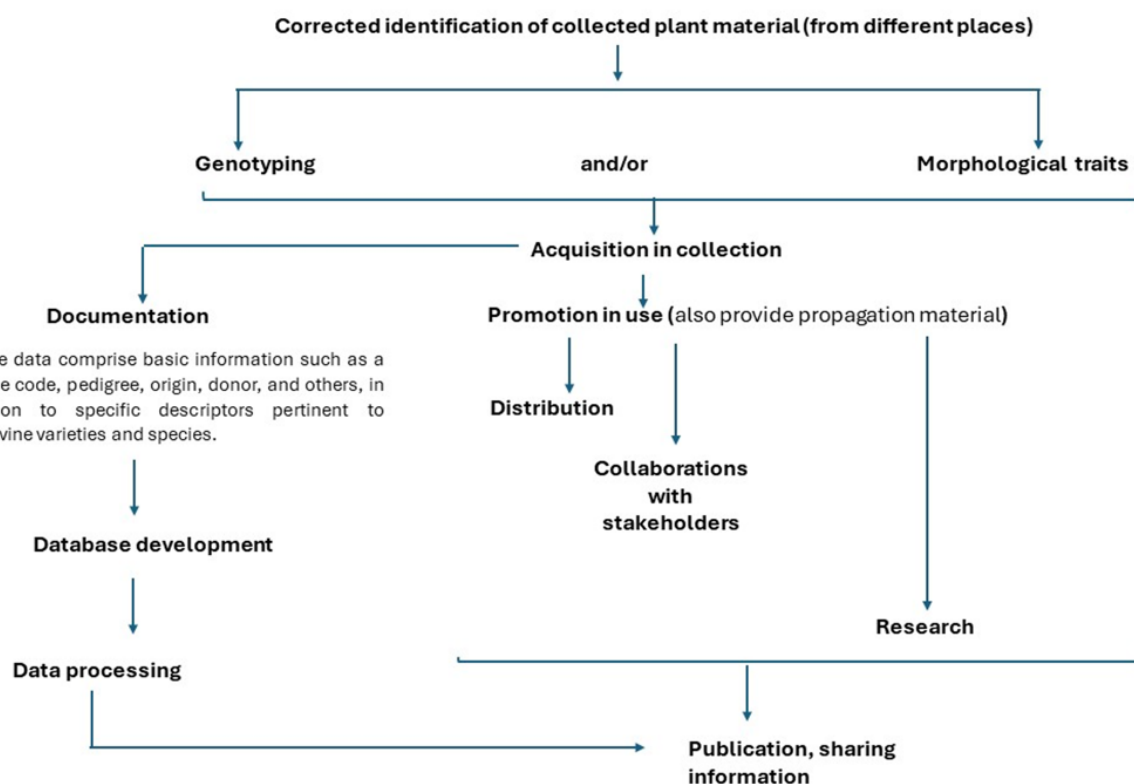 Corrected identification of collected plant material (from different places)
Genotyping and/or Morphological traits
Acquisition in collection
Documentation
data comprise basic information such as a
code, pedigree, origin, donor, and others, in
to specific descriptors pertinent to
varieties and species.
Promotion in use (also provide propagation material)
Distribution
Collaborations
with
stakeholders
Database development
Research
Data processing
Publication, sharing
information